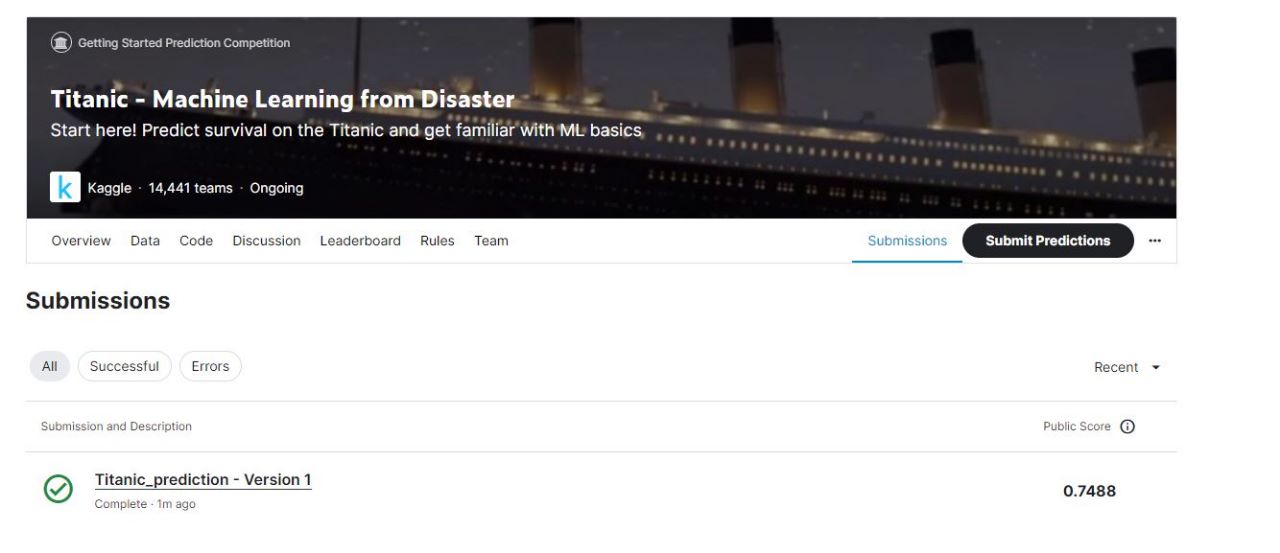 Getting Started Prediction Competition
Titanic - Machine Learning from Disaster
Start here! Predict survival on the Titanic and get familiar with ML basics
k Kaggle · 14,441 teams · Ongoing
Overview Data Code Discussion Leaderboard Rules Team Submissions Submit Predictions ...
Submissions
All Successful Errors Recent
Submission and Description Public Score
Titanic_prediction - Version 1
Complete · 1m ago
0.7488